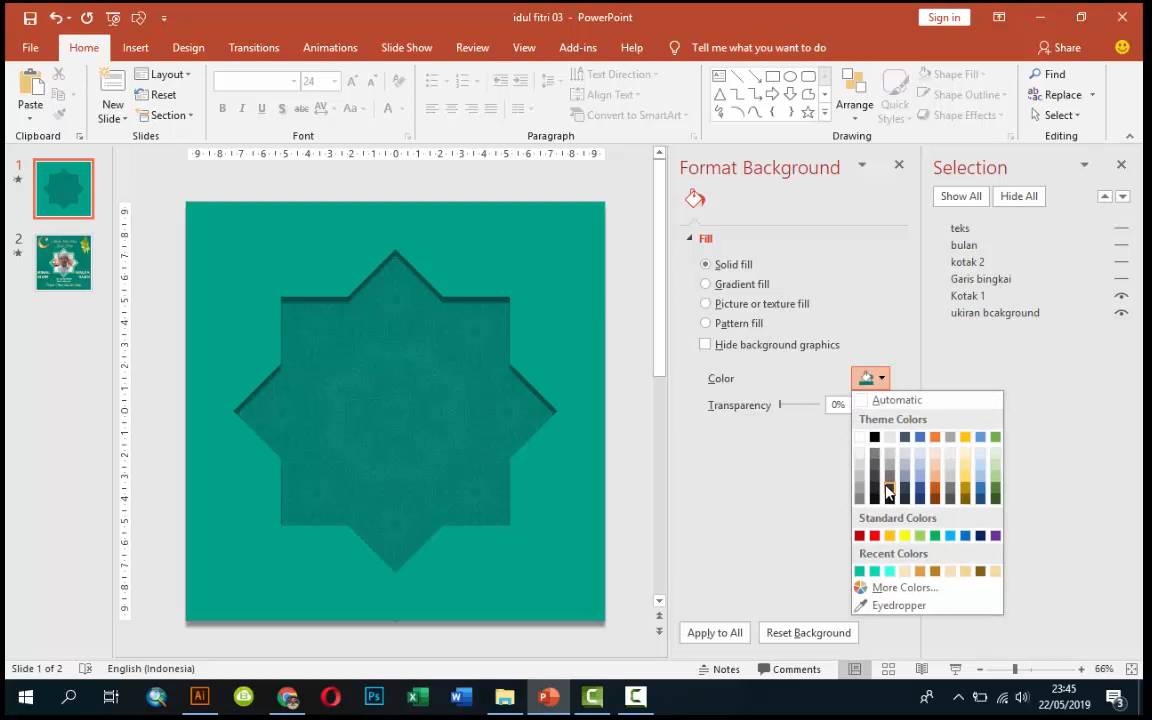 idul fitri 03 - PowerPoint
Sign in
File Home Insert Design Transitions Animations Slide Show Review View Add-ins Help Tell me what you want to do Share
Paste
New Slide
Layout
Reset
Section
24
Text Direction
Align Text
Convert to SmartArt
Arrange
Quick Styles
Shape Fill
Shape Outline
Shape Effects
Find
Replace
Select
Clipboard Slides Font Paragraph Drawing Editing
1
2
Format Background
Fill
Solid fill
Gradient fill
Picture or texture fill
Pattern fill
Hide background graphics
Color
Transparency 0%
Automatic
Theme Colors
Standard Colors
Recent Colors
More Colors...
Eyedropper
Apply to All Reset Background
Selection
Show All Hide All
teks
bulan
kotak 2
Garis bingkai
Kotak 1
ukiran bcakground
Slide 1 of 2 English (Indonesia) Notes Comments 66%
23:45
22/05/2019
3